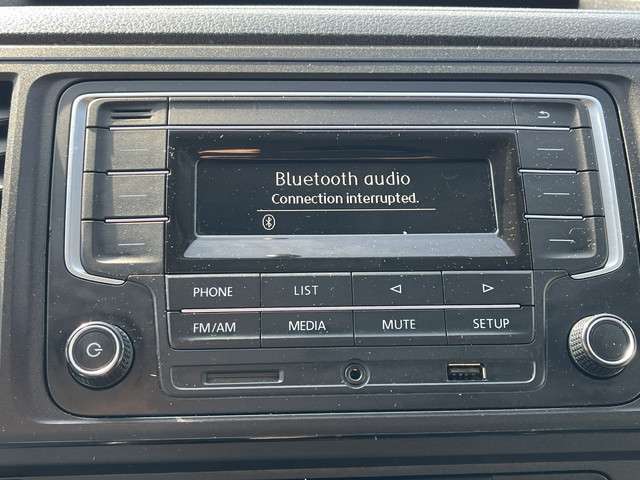 Bluetooth audio
Connection interrupted.
PHONE LIST
FM/AM MEDIA MUTE SETUP